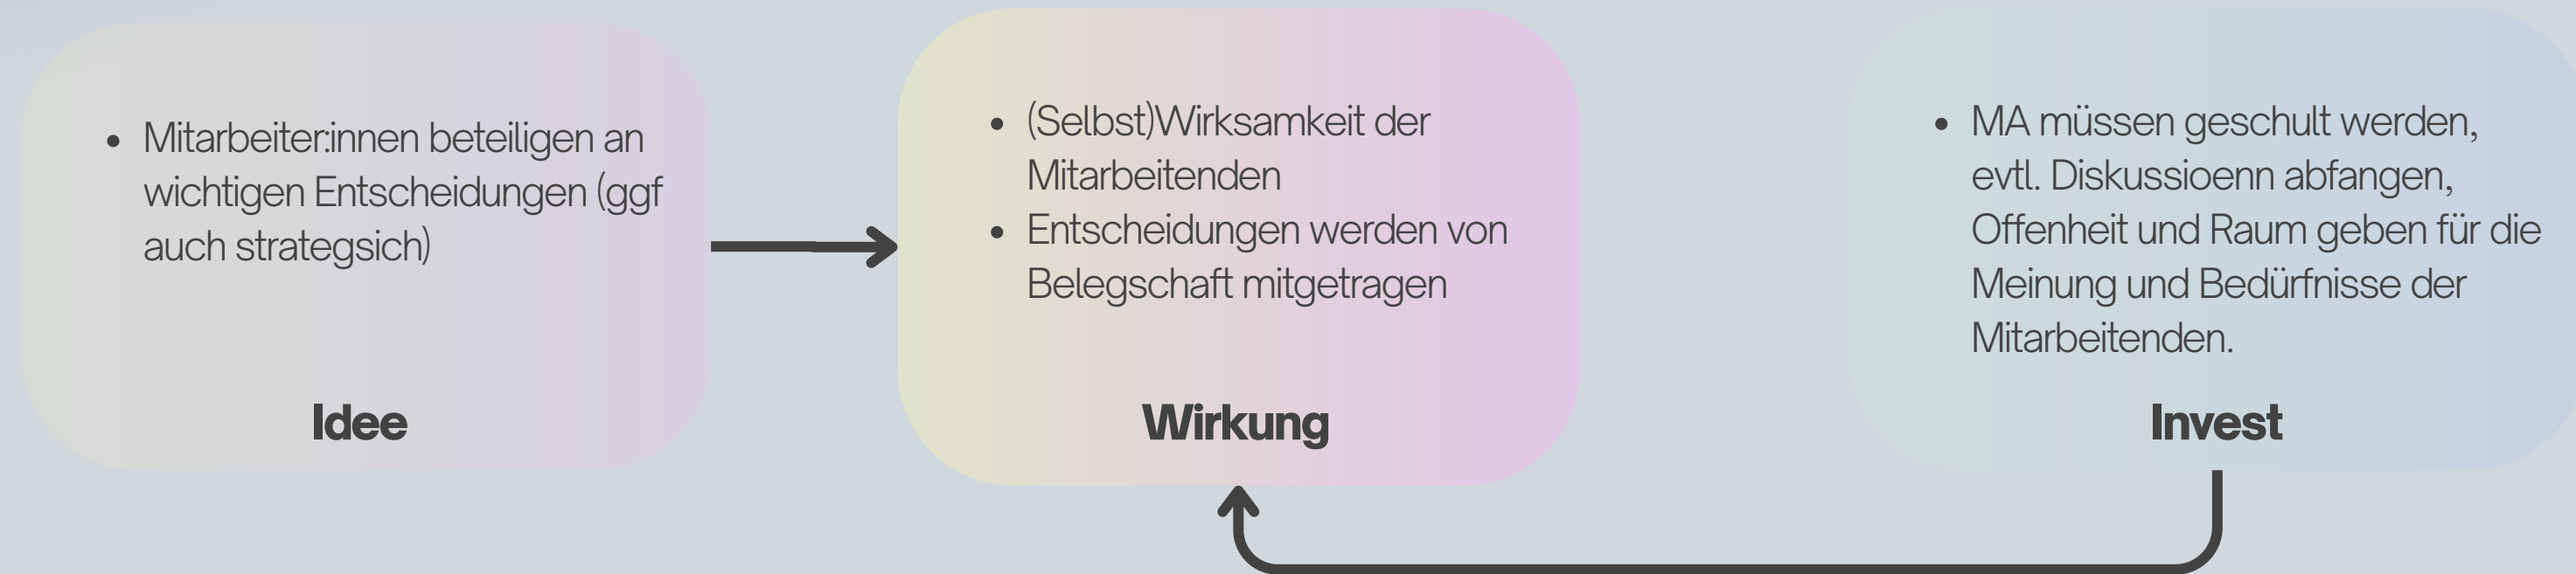 • Mitarbeiter:innen beteiligen an
wichtigen Entscheidungen (ggf
auch strategsich)
Idee
• (Selbst)Wirksamkeit der
Mitarbeitenden
• Entscheidungen werden von
Belegschaft mitgetragen
Wirkung
• MA müssen geschult werden,
evtl. Diskussioenn abfangen,
Offenheit und Raum geben für die
Meinung und Bedürfnisse der
Mitarbeitenden.
Invest